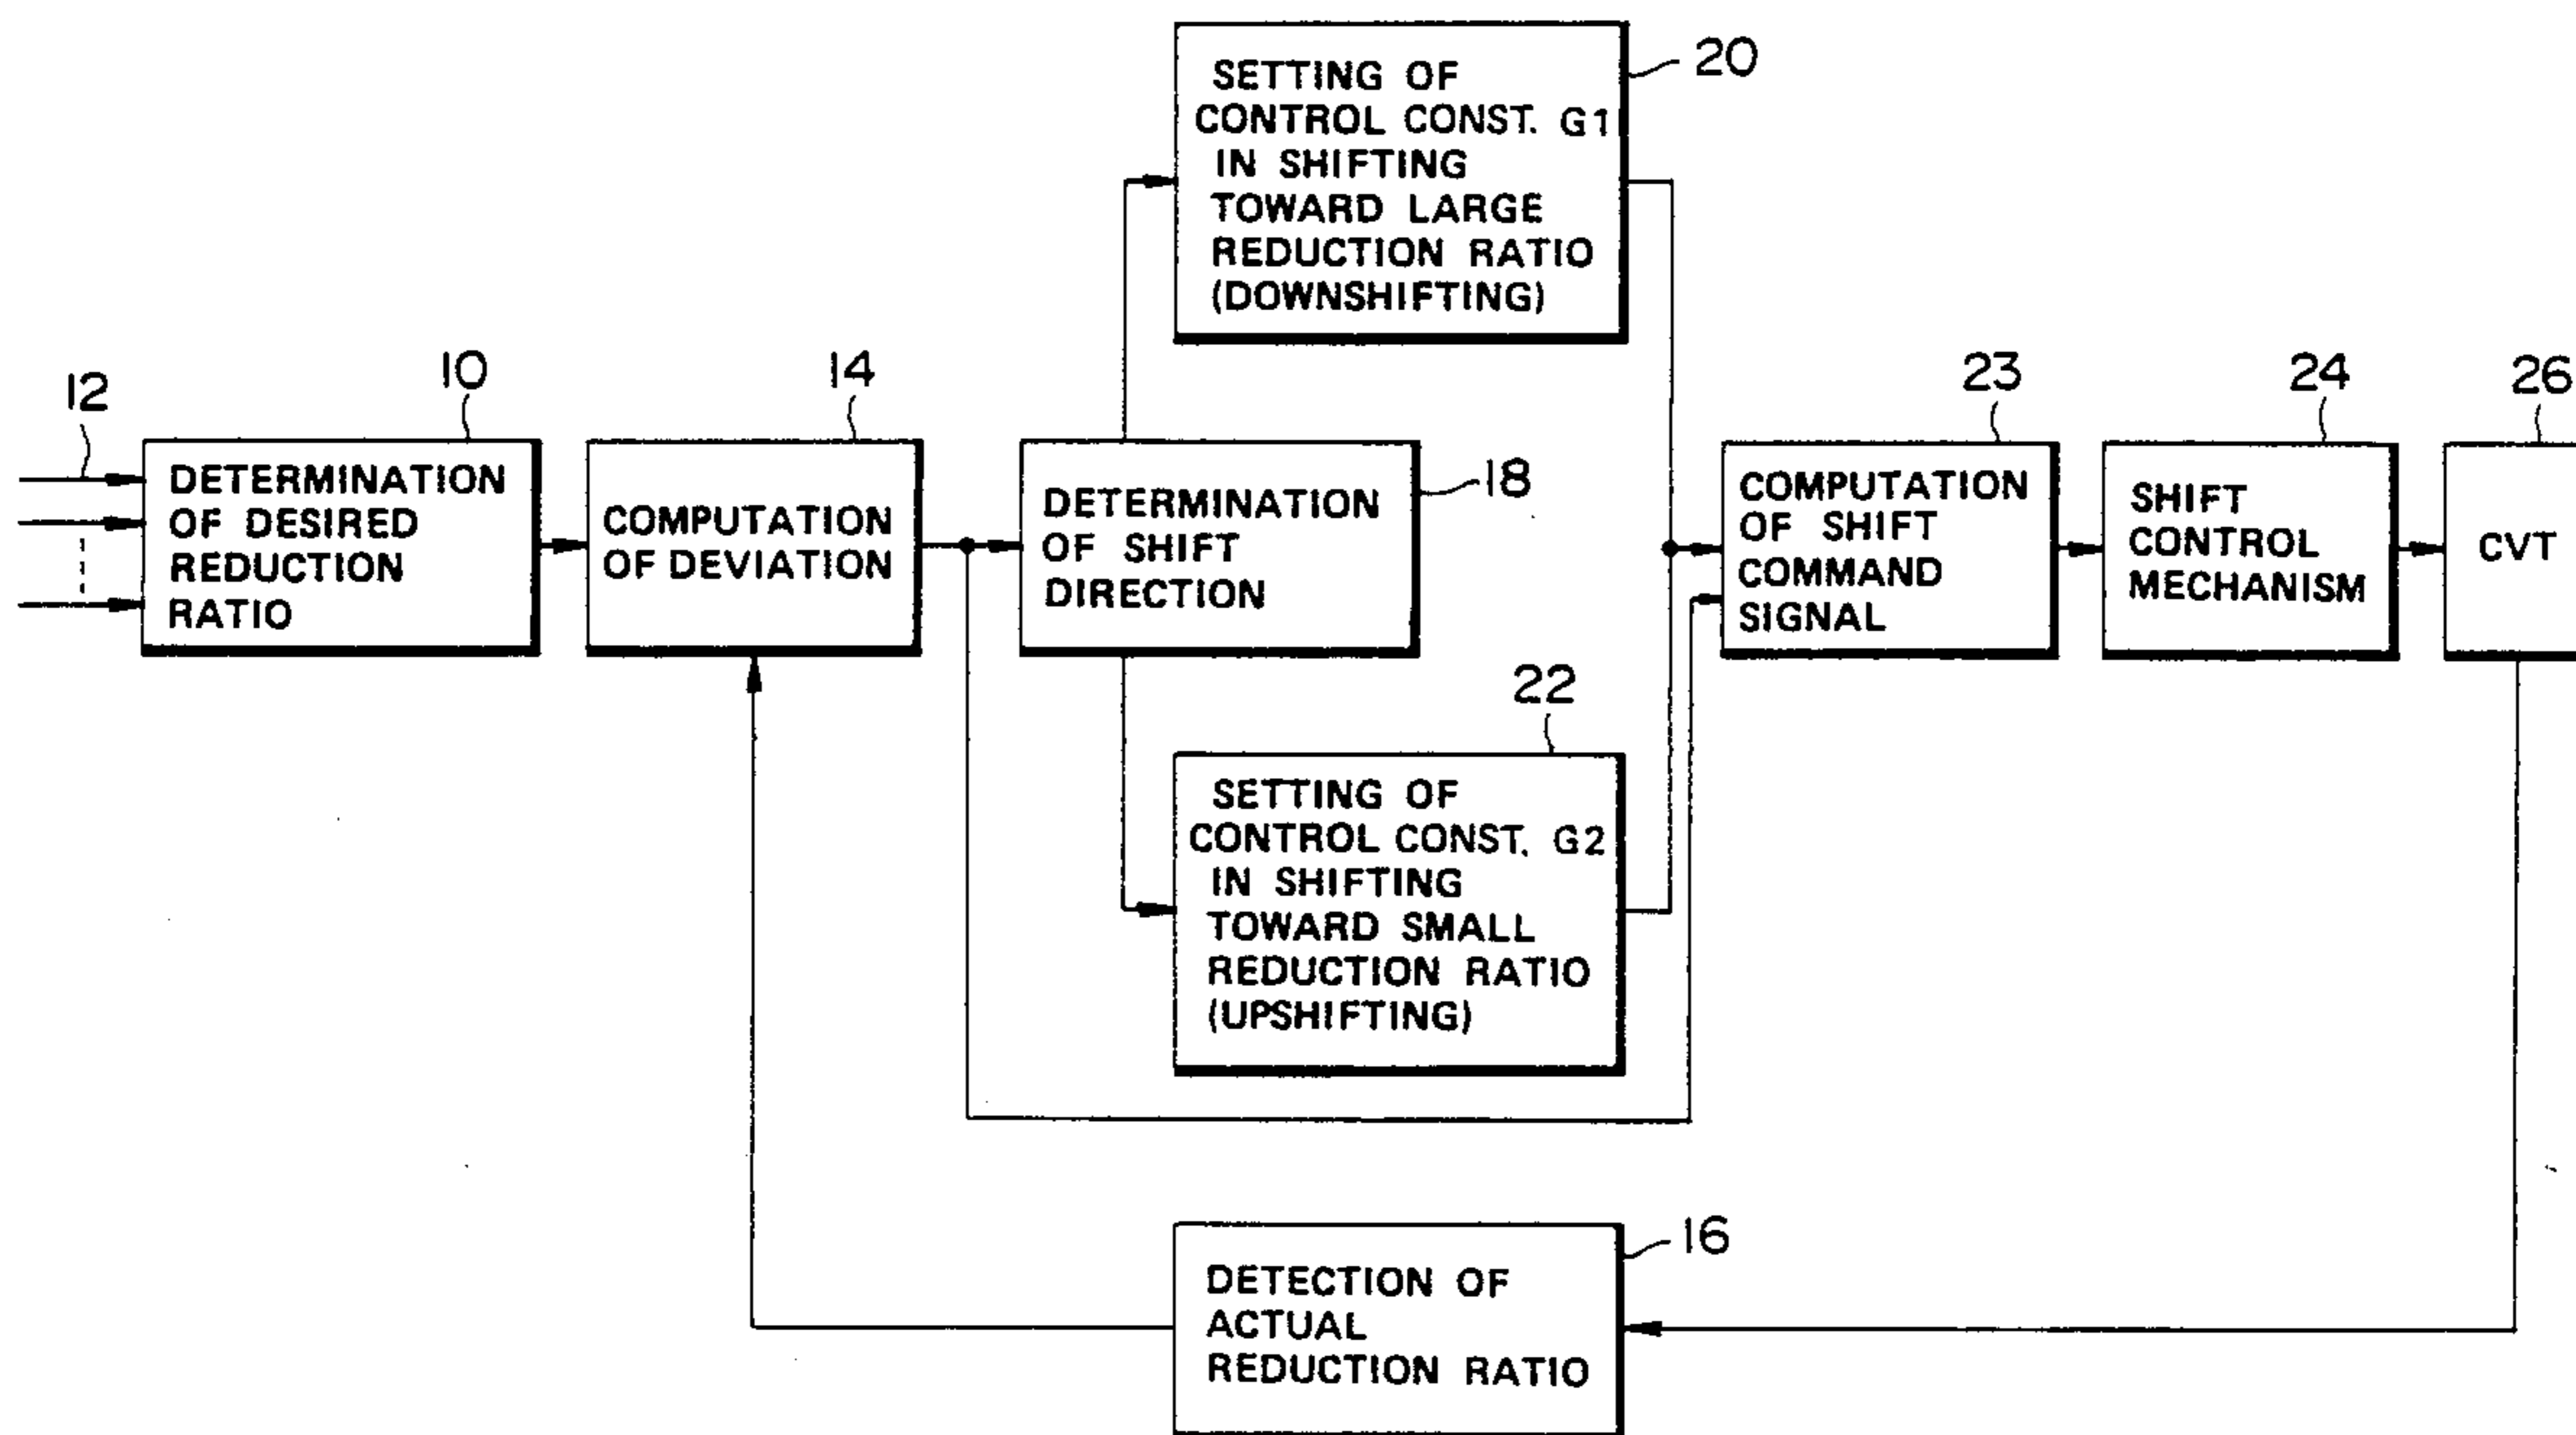 20
SETTING OF
CONTROL CONST. G1
IN SHIFTING
TOWARD LARGE
REDUCTION RATIO
(DOWNSHIFTING)
12
10
DETERMINATION
OF DESIRED
REDUCTION
RATIO
14
COMPUTATION
OF DEVIATION
18
DETERMINATION
OF SHIFT
DIRECTION
23
COMPUTATION
OF SHIFT
COMMAND
SIGNAL
24
SHIFT
CONTROL
MECHANISM
26
CVT
22
SETTING OF
CONTROL CONST. G2
IN SHIFTING
TOWARD SMALL
REDUCTION RATIO
(UPSHIFTING)
16
DETECTION OF
ACTUAL
REDUCTION RATIO